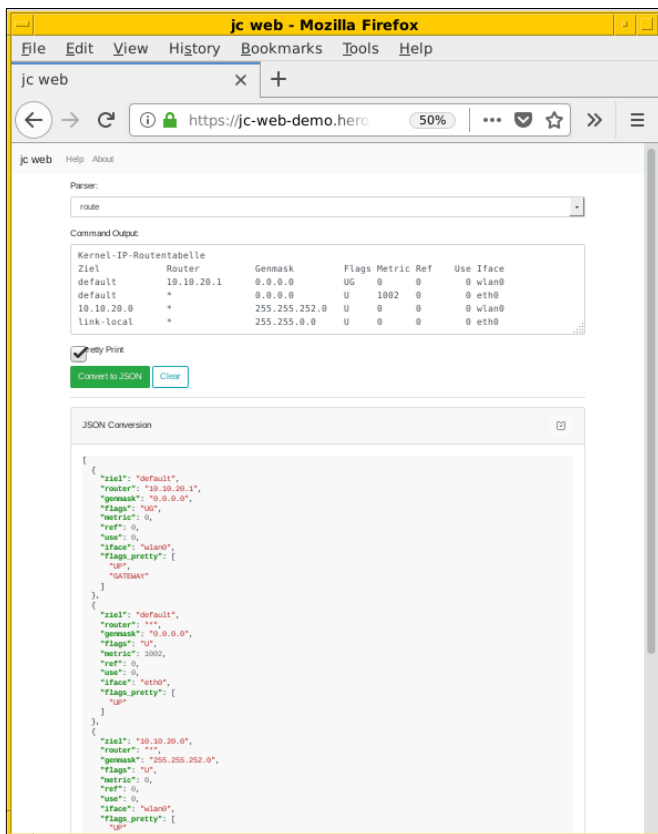 jc web - Mozilla Firefox
File Edit View History Bookmarks Tools Help
jc web
https://jc-web-demo.hero 50%
jc web Help About
Parser:
route
Command Output:
Kernel-IP-Routentabelle
Ziel Router Genmask Flags Metric Ref Use Iface
default 10.10.20.1 0.0.0.0 UG 0 0 0 wlan0
default * 0.0.0.0 U 1002 0 0 eth0
10.10.20.0 * 255.255.252.0 U 0 0 0 wlan0
link-local * 255.255.0.0 U 0 0 0 eth0
etty Print
Convert to JSON Clear
JSON Conversion
[
{
"ziel": "default",
"router": "10.10.20.1",
"genmask": "0.0.0.0",
"flags": "UG",
"metric": 0,
"ref": 0,
"use": 0,
"iface": "wlan0",
"flags_pretty": [
"UP",
"GATEWAY"
]
},
{
"ziel": "default",
"router": "*",
"genmask": "0.0.0.0",
"flags": "U",
"metric": 1002,
"ref": 0,
"use": 0,
"iface": "eth0",
"flags_pretty": [
"UP"
]
},
{
"ziel": "10.10.20.0",
"router": "*",
"genmask": "255.255.252.0",
"flags": "U",
"metric": 0,
"ref": 0,
"use": 0,
"iface": "wlan0",
"flags_pretty": [
"UP"